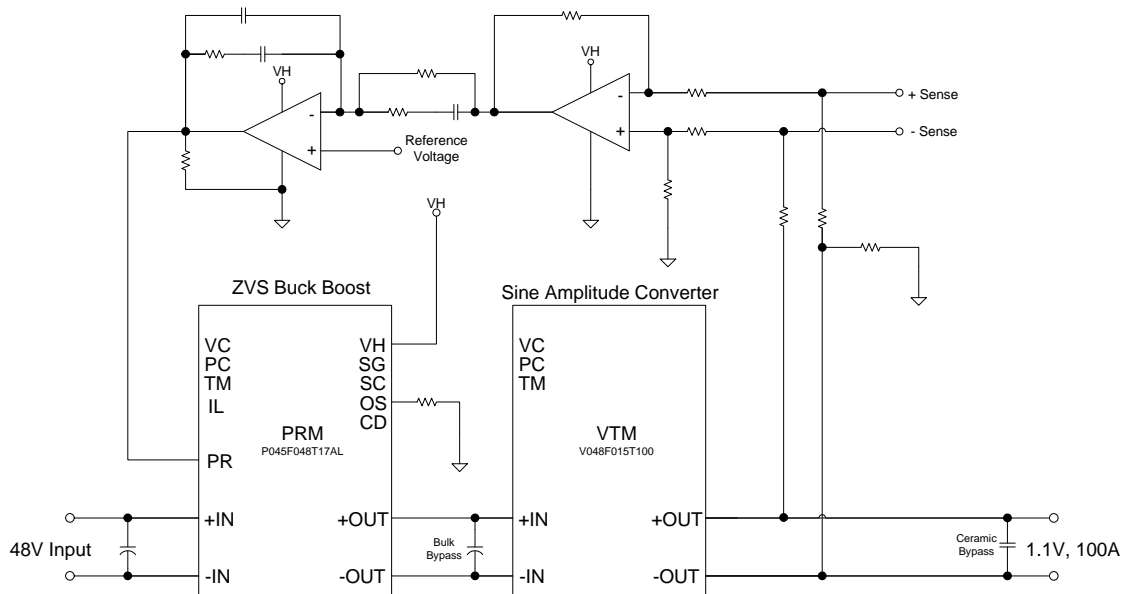 VH
VH
-
+
-
+
+ Sense
- Sense
Reference
Voltage
VH
ZVS Buck Boost
Sine Amplitude Converter
VC
PC
TM
IL
PR
+IN
-IN
VH
SG
SC
OS
CD
+OUT
-OUT
PRM
P045F048T17AL
VC
PC
TM
VTM
V048F015T100
+IN
-IN
+OUT
-OUT
48V Input
Bulk
Bypass
Ceramic
Bypass
1.1V, 100A